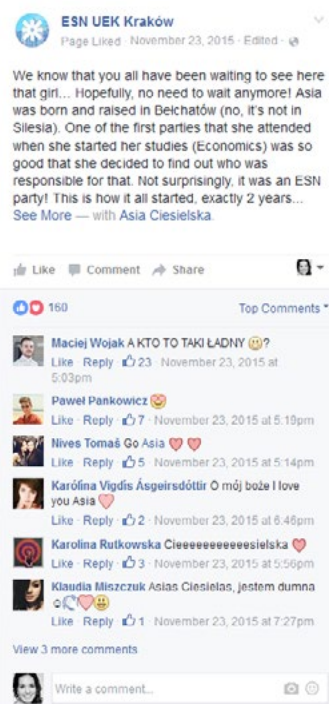 ESN UEK Kraków
Page Liked · November 23, 2015 · Edited ·
We know that you all have been waiting to see here
that girl... Hopefully, no need to wait anymore! Asia
was born and raised in Bełchatów (no, it's not in
Silesia). One of the first parties that she attended
when she started her studies (Economics) was so
good that she decided to find out who was
responsible for that. Not surprisingly, it was an ESN
party! This is how it all started, exactly 2 years...
See More — with Asia Ciesielska.
Like Comment Share
160 Top Comments
Maciej Wojak A KTO TO TAKI ŁADNY 😀?
Like · Reply · 23 · November 23, 2015 at
5:03pm
Paweł Pankowicz 😍
Like · Reply · 7 · November 23, 2015 at 5:19pm
Nives Tomaš Go Asia ❤ ❤
Like · Reply · 5 · November 23, 2015 at 5:14pm
Karólína Vigdís Ásgeirsdóttir O mój boże I love
you Asia ❤
Like · Reply · 2 · November 23, 2015 at 6:46pm
Karolina Rutkowska Cieeeeeeeeeeesielska ❤
Like · Reply · 3 · November 23, 2015 at 5:56pm
Klaudia Miszczuk Asias Ciesielas, jestem dumna
Like · Reply · 1 · November 23, 2015 at 7:27pm
View 3 more comments
Write a comment...